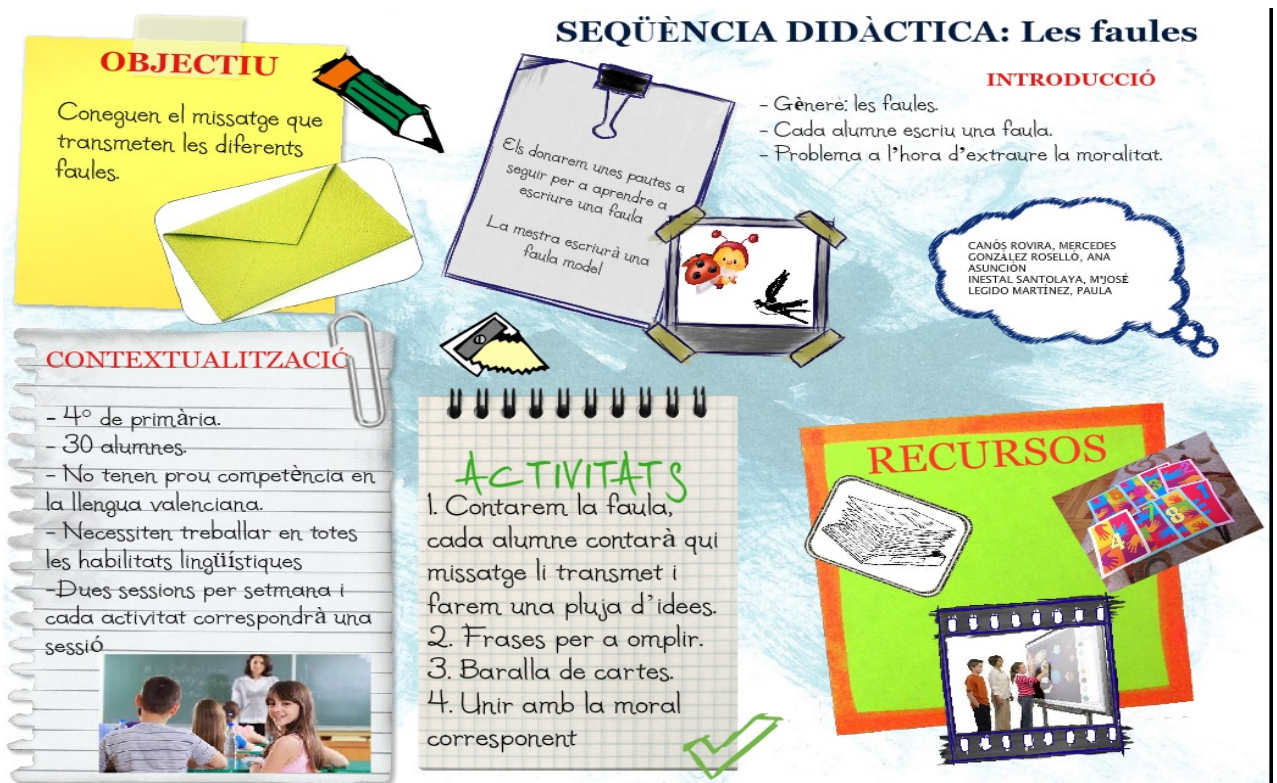 SEQÜÈNCIA DIDÀCTICA: Les faules
OBJECTIU
Coneguen el missatge que
transmeten les diferents
faules.
Els donarem unes pautes a
seguir per a aprendre a
escriure una faula
La mestra escriurà una
faula model
INTRODUCCIÓ
- Gènere: les faules.
- Cada alumne escriu una faula.
- Problema a l'hora d'extraure la moralitat.
CANÓS ROVIRA, MERCEDES
GONZÁLEZ ROSELLÓ, ANA
ASUNCIÓN
INESTAL SANTOLAYA, MªJOSÉ
LEGIDO MARTÍNEZ, PAULA
CONTEXTUALITZACIÓ
- 4º de primària.
- 30 alumnes.
- No tenen prou competència en
la llengua valenciana.
- Necessiten treballar en totes
les habilitats lingüístiques
-Dues sessions per setmana i
cada activitat correspondrà una
sessió
ACTIVITATS
1. Contarem la faula,
cada alumne contarà qui
missatge li transmet i
farem una pluja d'idees.
2. Frases per a omplir.
3. Baralla de cartes.
4. Unir amb la moral
corresponent
RECURSOS
4
7
8